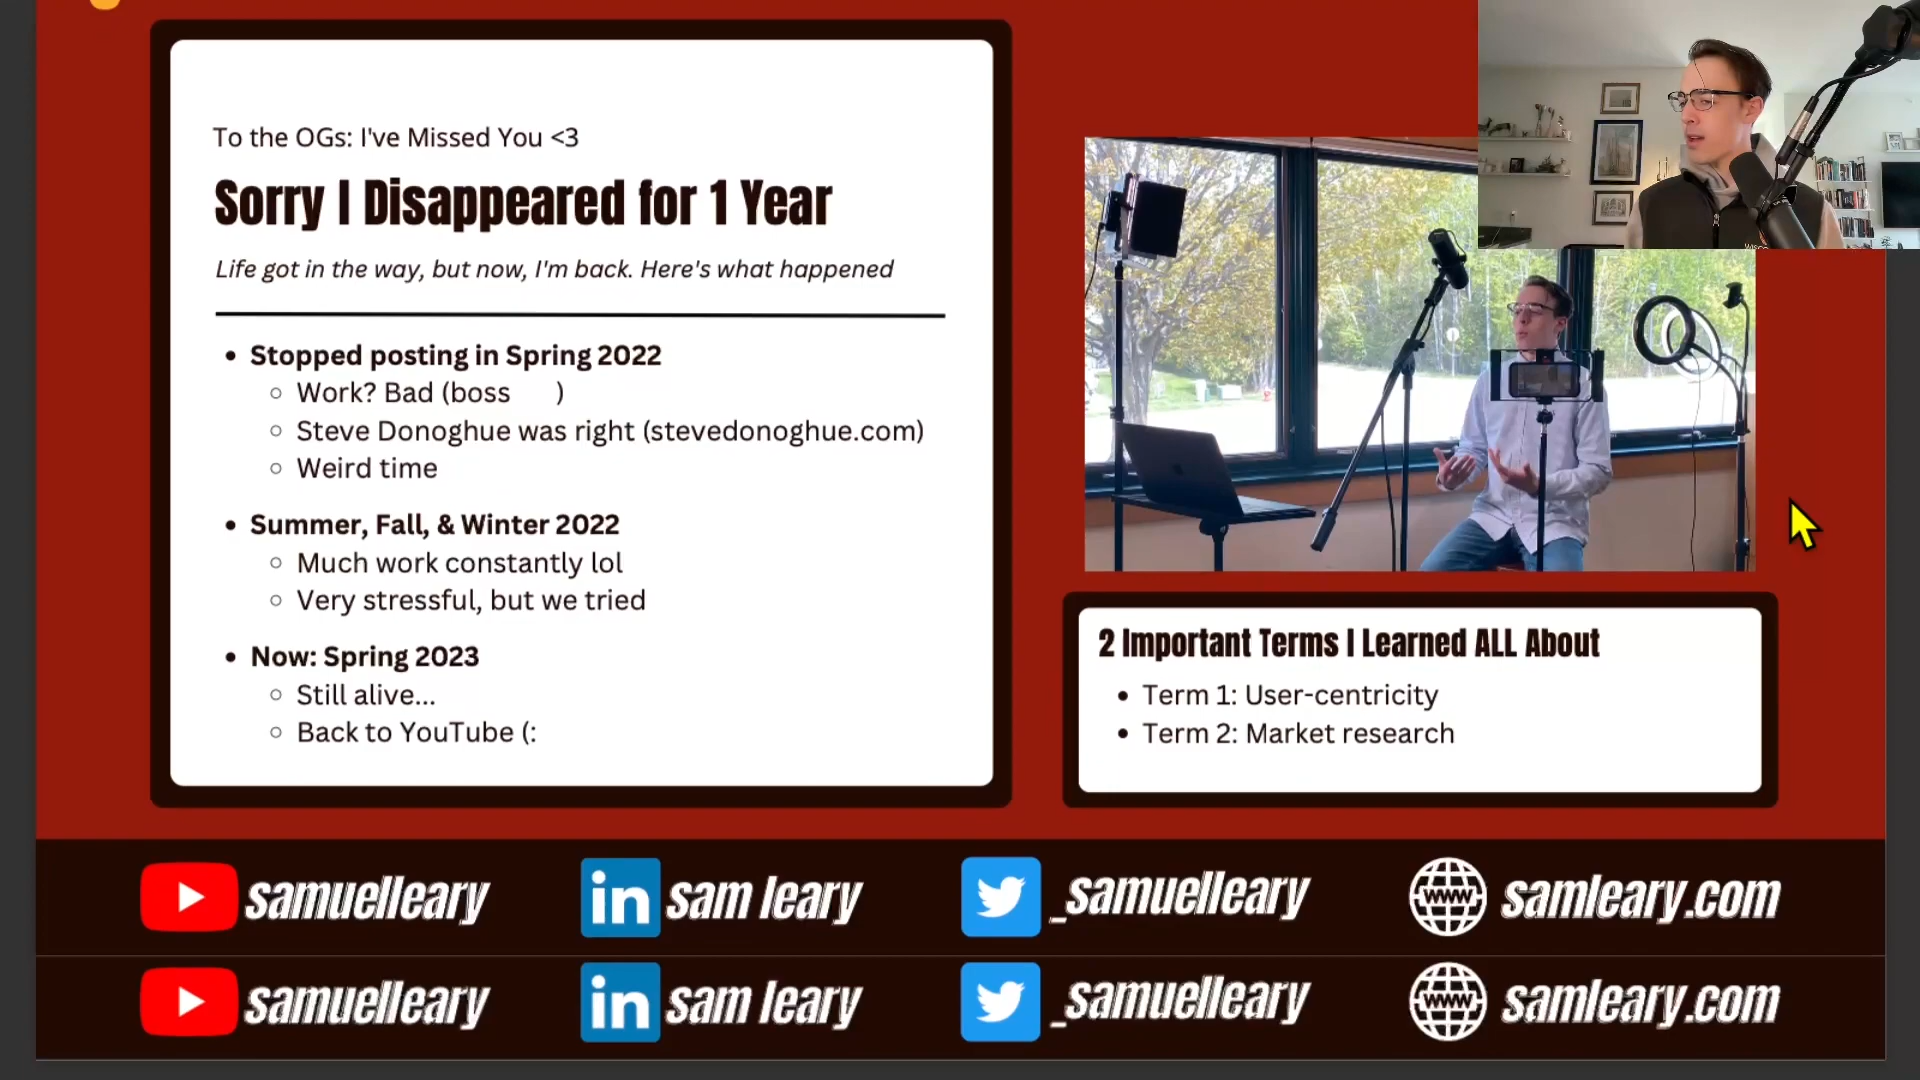 To the OGs: I've Missed You <3
Sorry I Disappeared for 1 Year
Life got in the way, but now, I'm back. Here's what happened
Stopped posting in Spring 2022
Work? Bad (boss )
Steve Donoghue was right (stevedonoghue.com)
Weird time
Summer, Fall, & Winter 2022
Much work constantly lol
Very stressful, but we tried
Now: Spring 2023
Still alive...
Back to YouTube (:
2 Important Terms I Learned ALL About
Term 1: User-centricity
Term 2: Market research
samuelleary
in sam leary
_samuelleary
www samleary.com
samuelleary
in sam leary
_samuelleary
www samleary.com